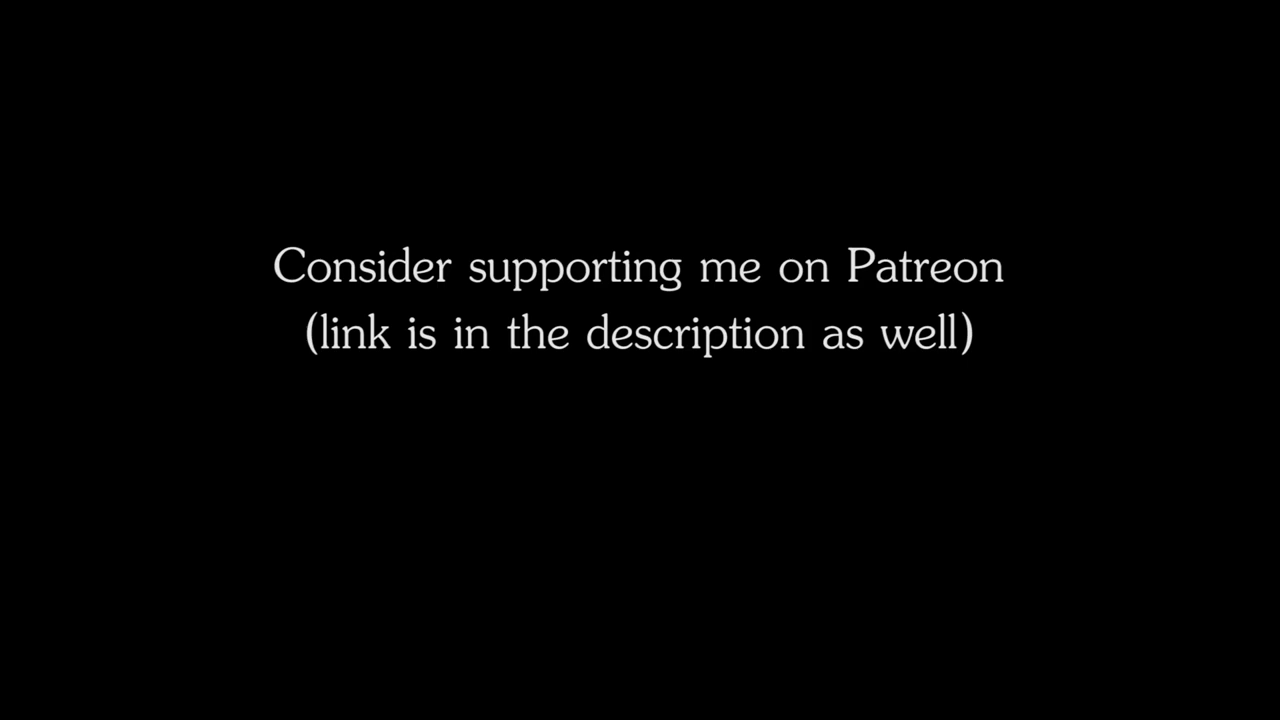 Consider supporting me on Patreon
(link is in the description as well)